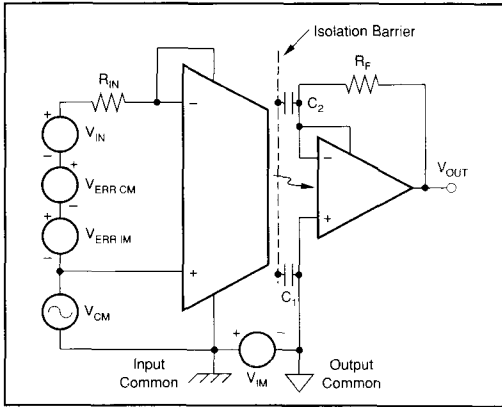 Isolation Barrier
R_IN
R_F
C_2
+
−
V_IN
−
−
V_OUT
+
V_ERR CM
−
+
+
V_ERR IM
−
+
C_1
V_CM
+
−
Input
Common
V_IM
Output
Common